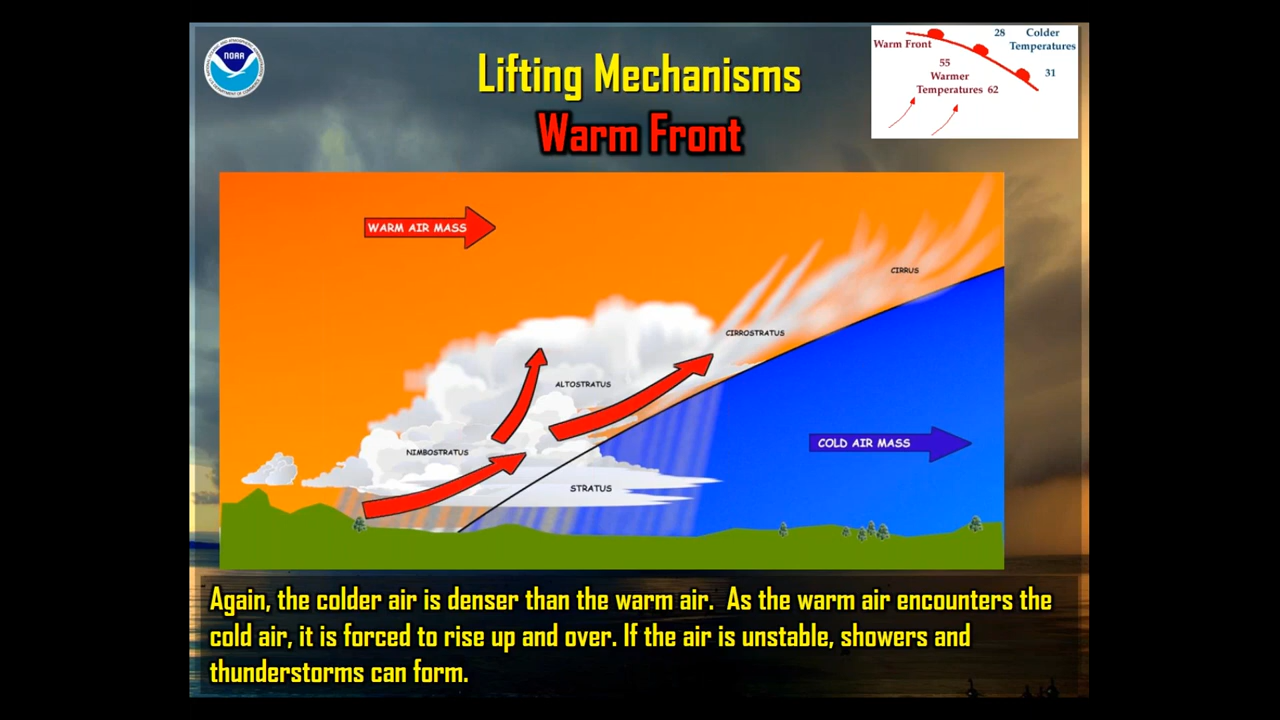 NOAA
Lifting Mechanisms
Warm Front
Warm Front
28
Colder
Temperatures
55
Warmer
Temperatures 62
31
WARM AIR MASS
CIRRUS
CIRROSTRATUS
ALTOSTRATUS
NIMBOSTRATUS
COLD AIR MASS
STRATUS
Again, the colder air is denser than the warm air. As the warm air encounters the
cold air, it is forced to rise up and over. If the air is unstable, showers and
thunderstorms can form.